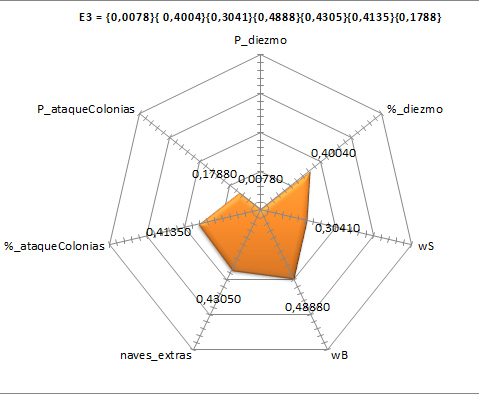 E3 = {0,0078}{ 0,4004}{0,3041}{0,4888}{0,4305}{0,4135}{0,1788}
P_diezmo
P_ataqueColonias
%_diezmo
0,40040
0,17880
0,00780
0,41350
0,30410
%_ataqueColonias
wS
0,43050
0,48880
naves_extras
wB